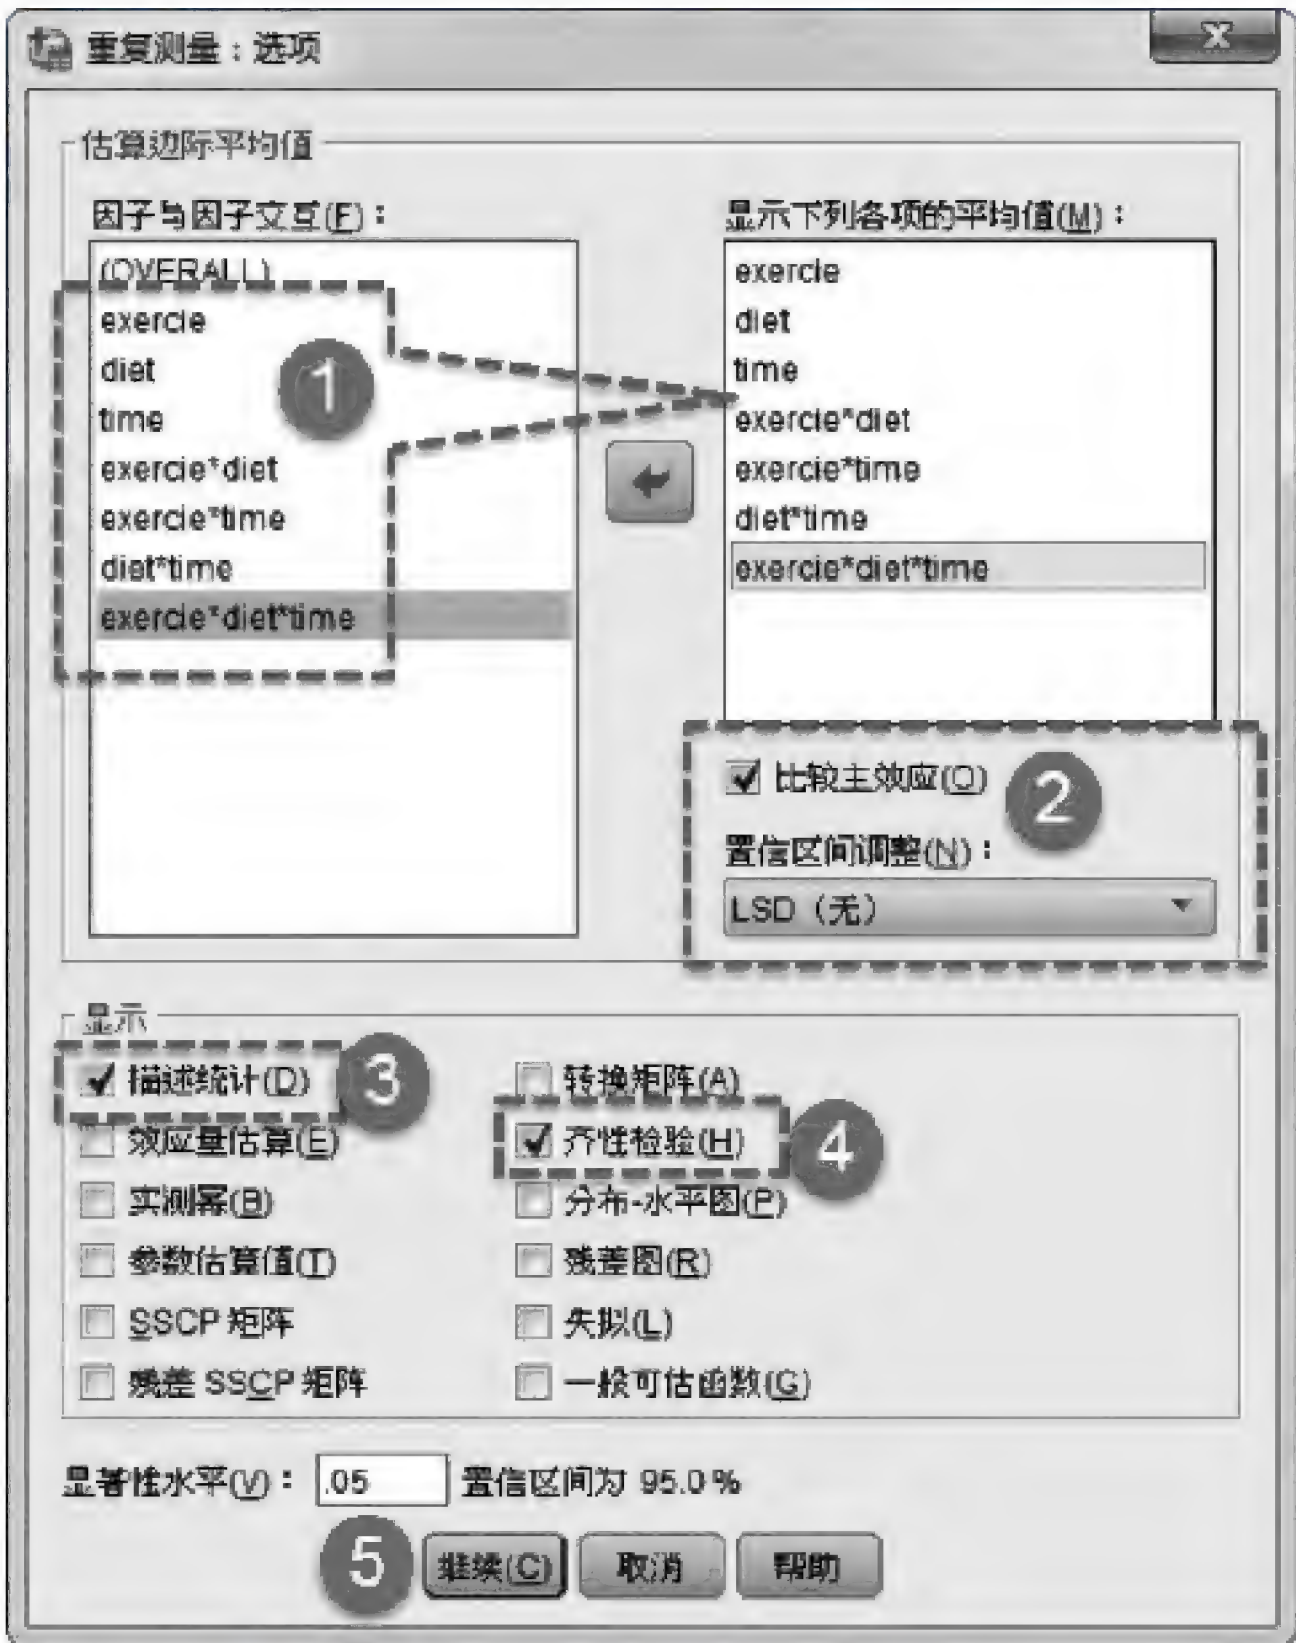 重复测量：选项
估算边际平均值
因子与因子交互(F)：
(OVERALL)
exercie
diet
time
exercie*diet
exercie*time
diet*time
exercie*diet*time
1
显示下列各项的平均值(M)：
exercie
diet
time
exercie*diet
exercie*time
diet*time
exercie*diet*time
比较主效应(O)
2
置信区间调整(N)：
LSD（无）
显示
描述统计(D)
3
转换矩阵(A)
效应量估算(E)
齐性检验(H)
4
实测幂(B)
分布-水平图(P)
参数估算值(T)
残差图(R)
SSCP 矩阵
失拟(L)
残差 SSCP 矩阵
一般可估函数(G)
显著性水平(V)： .05 置信区间为 95.0 %
5
继续(C) 取消 帮助